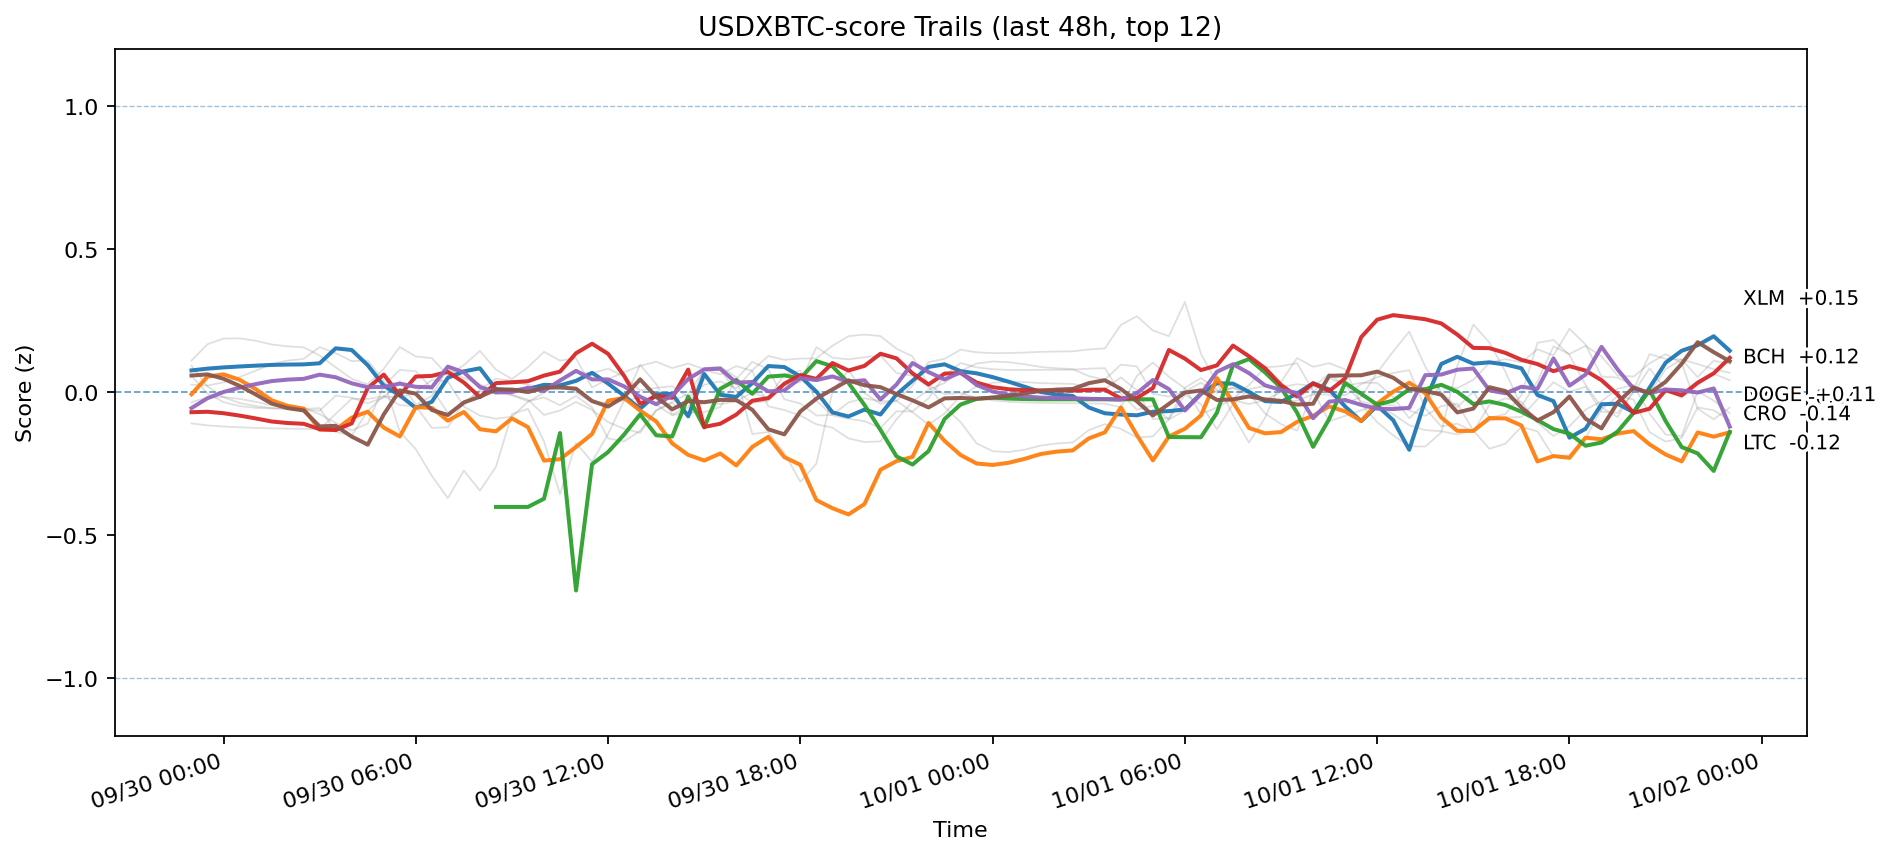 USDXBTC-score Trails (last 48h, top 12)
Score (z)
1.0
0.5
0.0
−0.5
−1.0
XLM +0.15
BCH +0.12
DOGE +0.11
CRO -0.14
LTC -0.12
09/30 00:00
09/30 06:00
09/30 12:00
09/30 18:00
10/01 00:00
10/01 06:00
10/01 12:00
10/01 18:00
10/02 00:00
Time